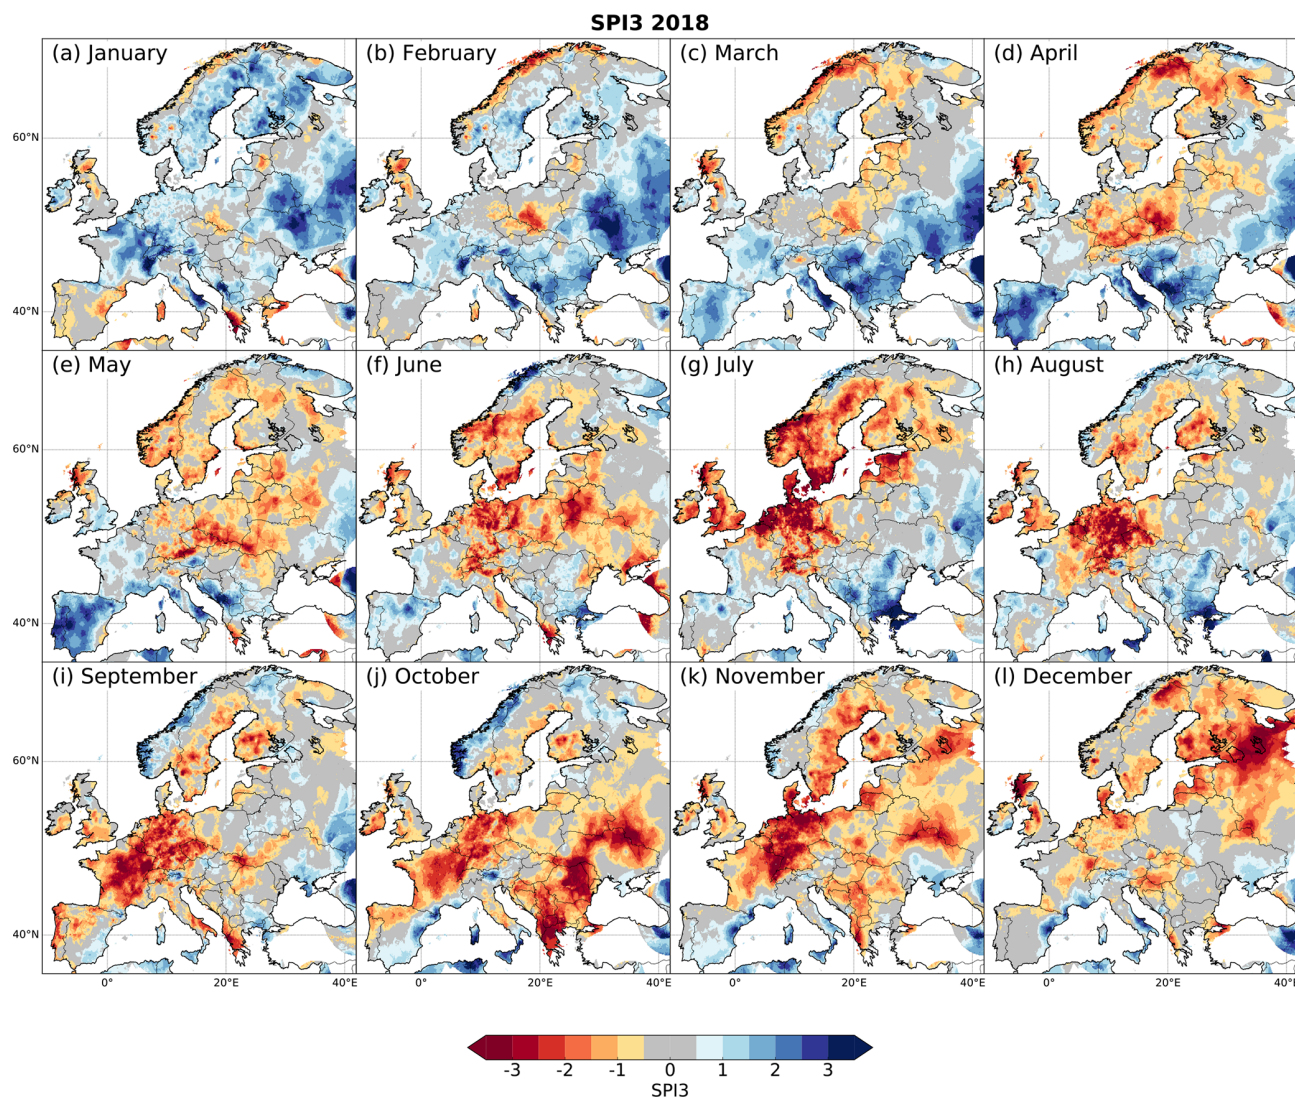 SPI3 2018
(a) January
(b) February
(c) March
(d) April
60°N
40°N
(e) May
(f) June
(g) July
(h) August
60°N
40°N
(i) September
(j) October
(k) November
(l) December
60°N
40°N
0° 20°E 40°E 0° 20°E 40°E 0° 20°E 40°E 0° 20°E 40°E
-3 -2 -1 0 1 2 3
SPI3